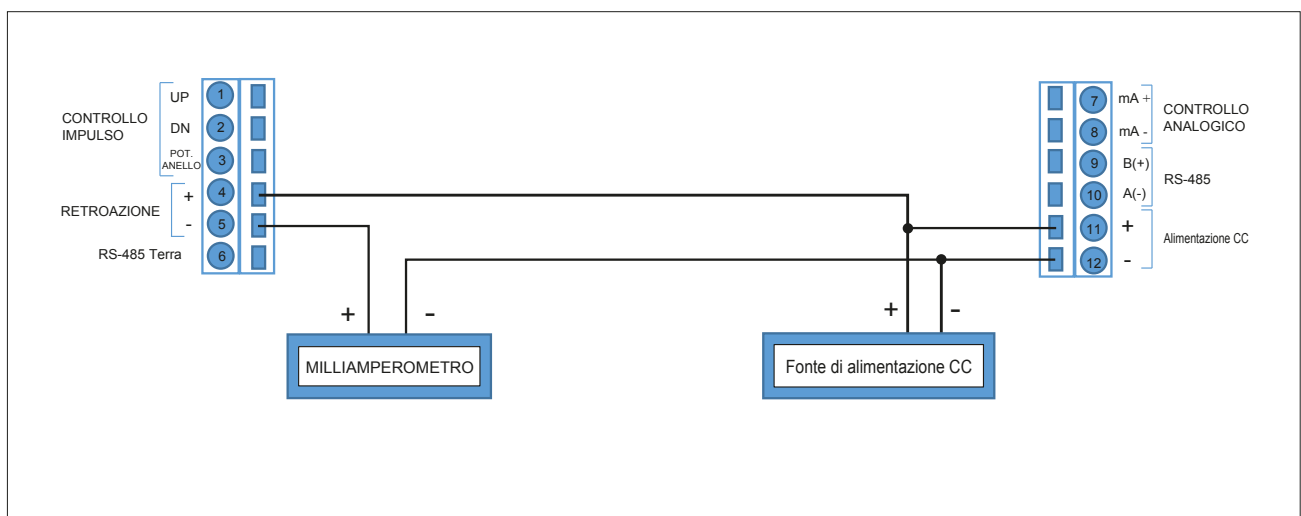 CONTROLLO
IMPULSO
UP
1
DN
2
POT.
ANELLO
3
RETROAZIONE
+
4
-
5
RS-485 Terra
6
7
mA +
8
mA -
CONTROLLO
ANALOGICO
9
B(+)
10
A(-)
RS-485
11
+
12
-
Alimentazione CC
+
-
MILLIAMPEROMETRO
+
-
Fonte di alimentazione CC